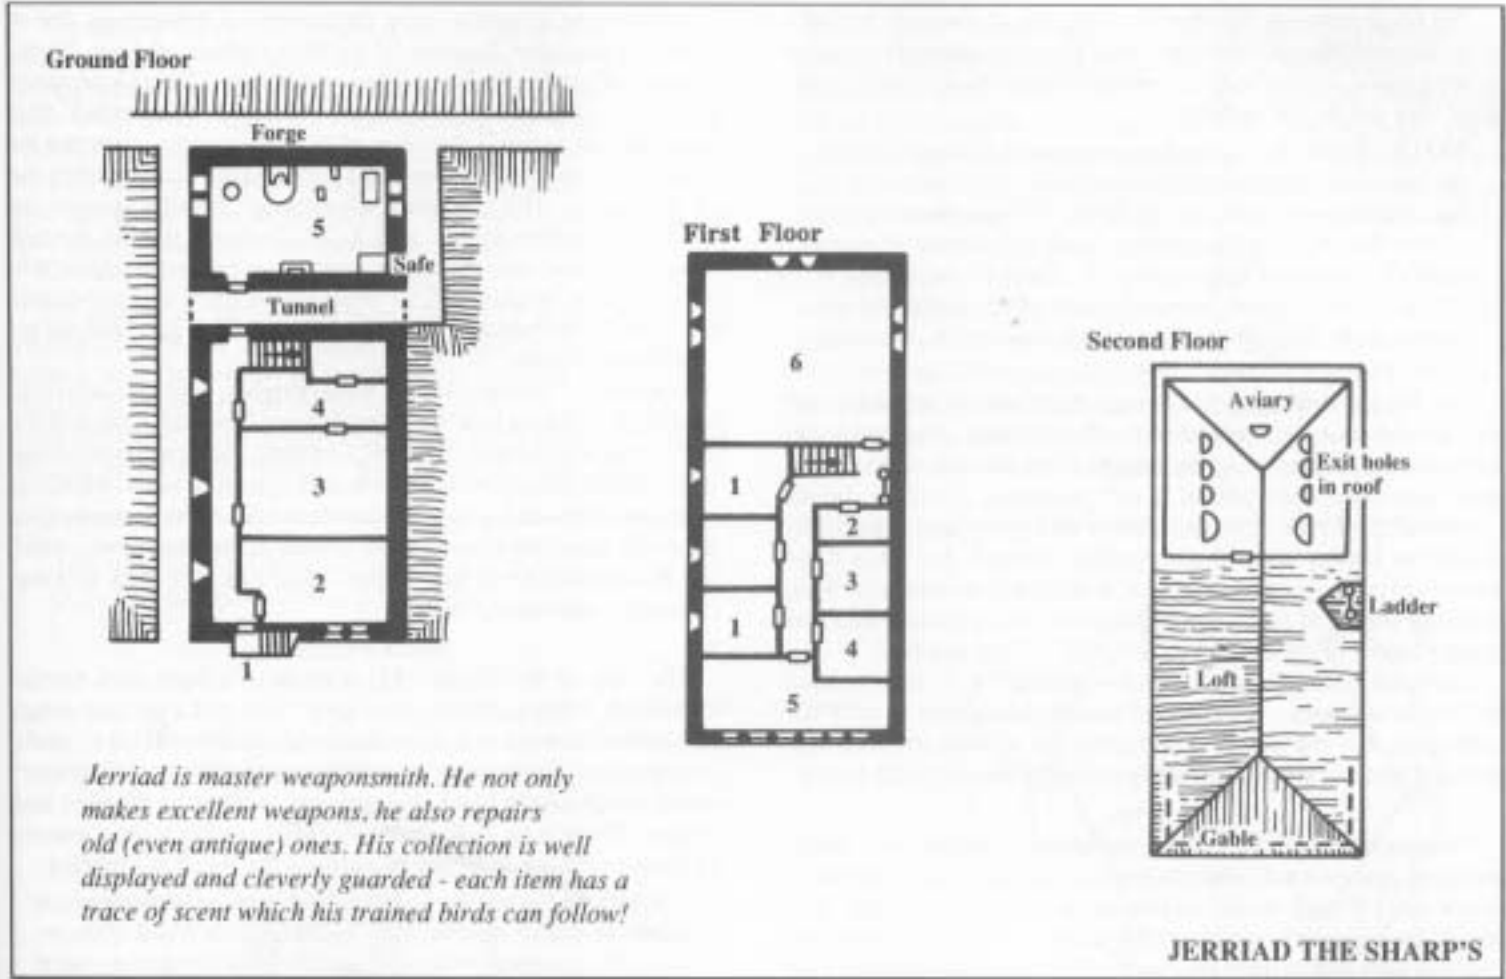 Ground Floor
Forge
5
Safe
Tunnel
4
3
2
1
First Floor
6
1
2
3
1
4
5
Second Floor
Aviary
Exit holes
in roof
Ladder
Loft
Gable
Jerriad is master weaponsmith. He not only
makes excellent weapons, he also repairs
old (even antique) ones. His collection is well
displayed and cleverly guarded - each item has a
trace of scent which his trained birds can follow!
JERRIAD THE SHARP'S